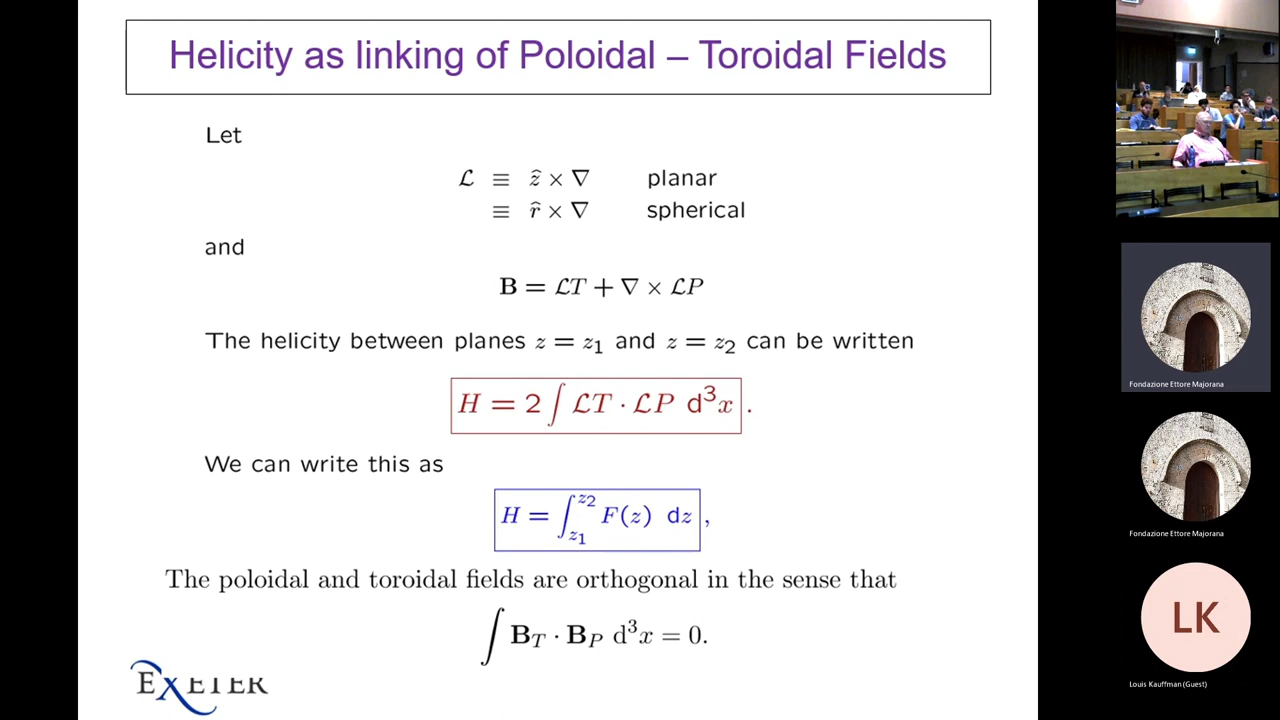 Helicity as linking of Poloidal – Toroidal Fields
Let
ℒ ≡ ẑ × ∇ planar
≡ r̂ × ∇ spherical
and
B = ℒT + ∇ × ℒP
The helicity between planes z = z₁ and z = z₂ can be written
H = 2 ∫ ℒT · ℒP d³x .
We can write this as
H = ∫_{z₁}^{z₂} F(z) dz ,
The poloidal and toroidal fields are orthogonal in the sense that
∫ B_T · B_P d³x = 0.
EXETER
Fondazione Ettore Majorana
Fondazione Ettore Majorana
LK
Louis Kauffman (Guest)